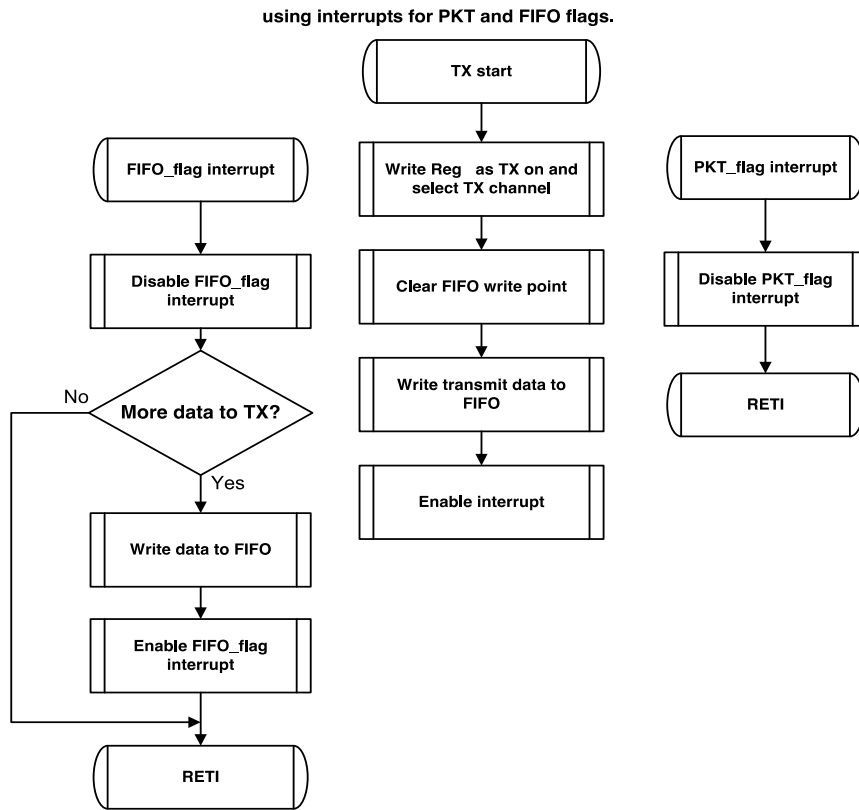 using interrupts for PKT and FIFO flags.
TX start
Write Reg as TX on and
select TX channel
Clear FIFO write point
Write transmit data to
FIFO
Enable interrupt
FIFO_flag interrupt
Disable FIFO_flag
interrupt
More data to TX?
No
Yes
Write data to FIFO
Enable FIFO_flag
interrupt
RETI
PKT_flag interrupt
Disable PKT_flag
interrupt
RETI